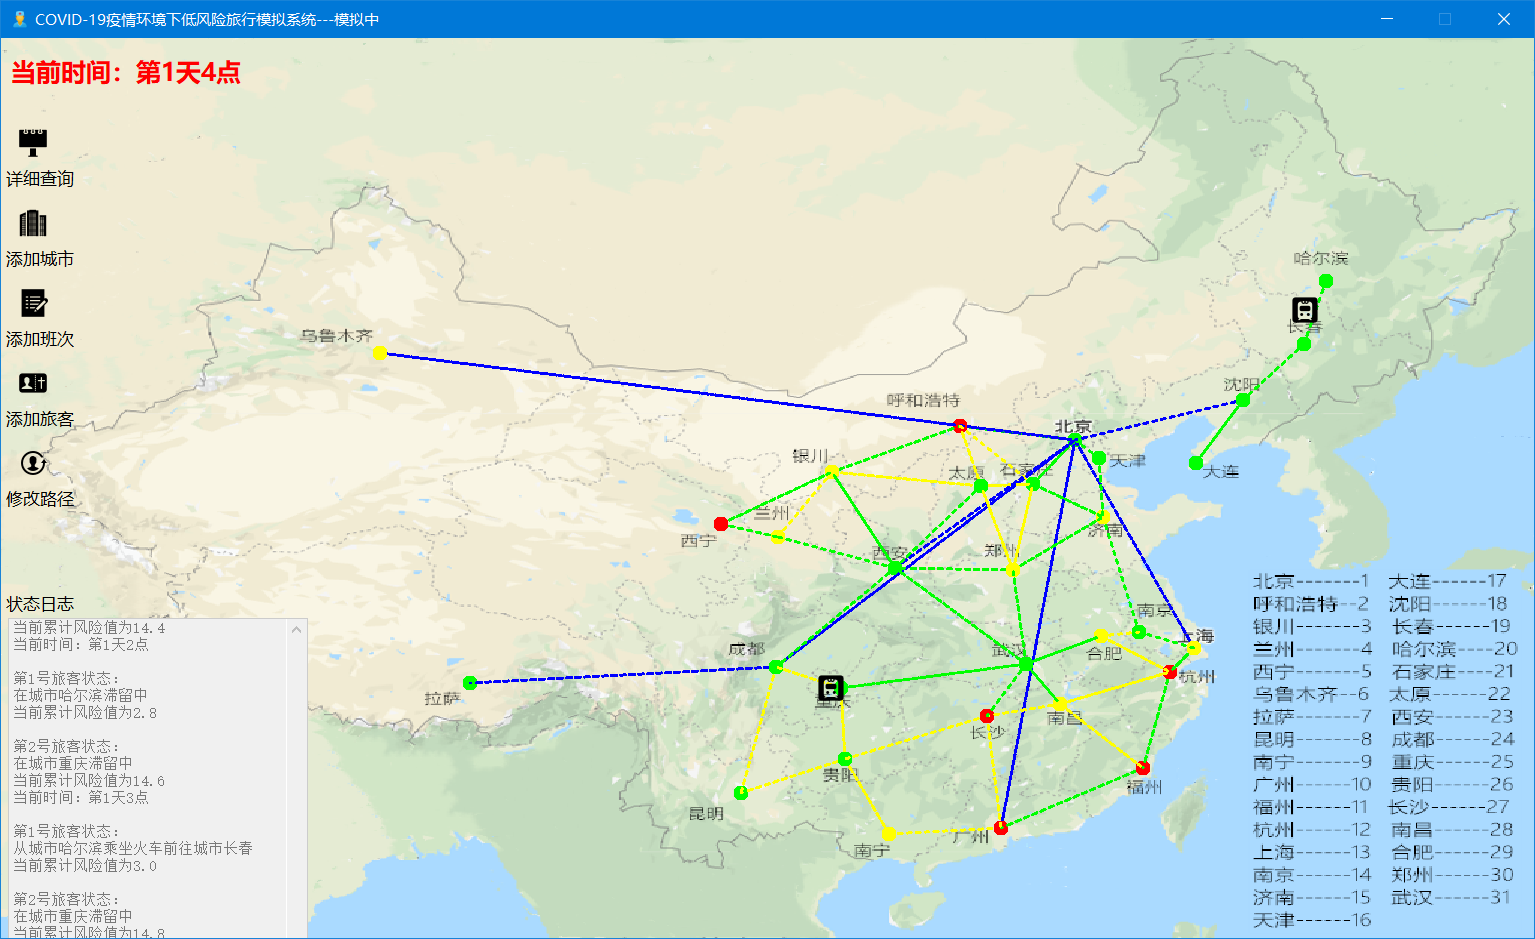 COVID-19疫情环境下低风险旅行模拟系统---模拟中
当前时间：第1天4点
详细查询
添加城市
添加班次
添加旅客
修改路径
哈尔滨
长春
乌鲁木齐
沈阳
呼和浩特
北京
银川
太原
石家庄
天津
大连
兰州
济南
西宁
西安
郑州
南京
上海
成都
武汉
合肥
杭州
拉萨
重庆
南昌
长沙
贵阳
福州
昆明
广州
南宁
状态日志
当前累计风险值为14.4
当前时间：第1天2点
第1号旅客状态：
在城市哈尔滨滞留中
当前累计风险值为2.8
第2号旅客状态：
在城市重庆滞留中
当前累计风险值为14.6
当前时间：第1天3点
第1号旅客状态：
从城市哈尔滨乘坐火车前往城市长春
当前累计风险值为3.0
第2号旅客状态：
在城市重庆滞留中
当前累计风险值为14.8
北京-------1 大连------17
呼和浩特--2 沈阳------18
银川-------3 长春------19
兰州-------4 哈尔滨----20
西宁-------5 石家庄----21
乌鲁木齐--6 太原------22
拉萨-------7 西安------23
昆明-------8 成都------24
南宁-------9 重庆------25
广州------10 贵阳------26
福州------11 长沙------27
杭州------12 南昌------28
上海------13 合肥------29
南京------14 郑州------30
济南------15 武汉------31
天津------16